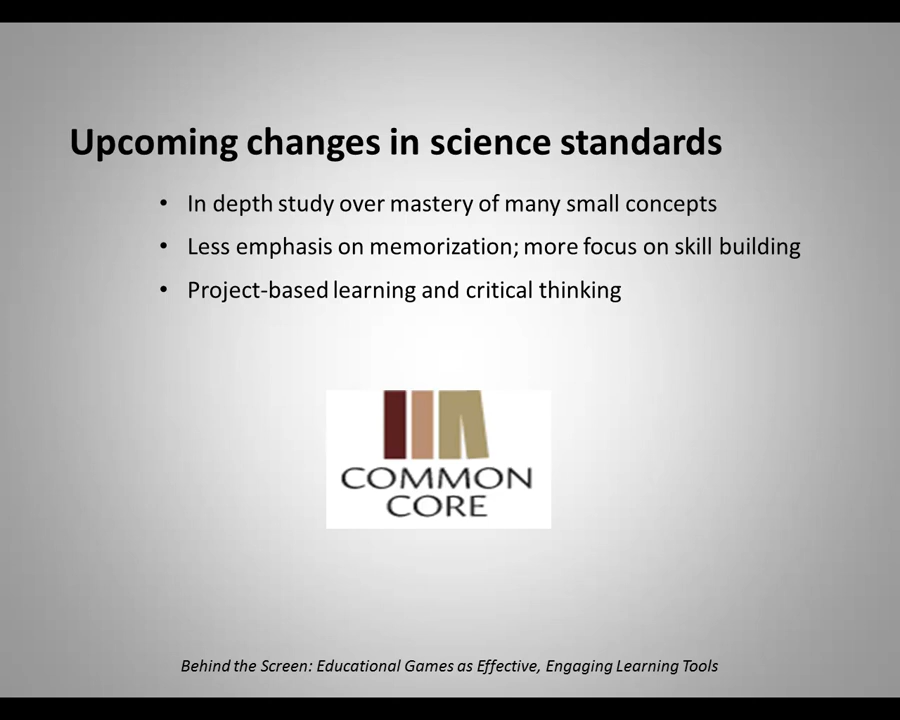 Upcoming changes in science standards
• In depth study over mastery of many small concepts
• Less emphasis on memorization; more focus on skill building
• Project-based learning and critical thinking
COMMON
CORE
Behind the Screen: Educational Games as Effective, Engaging Learning Tools